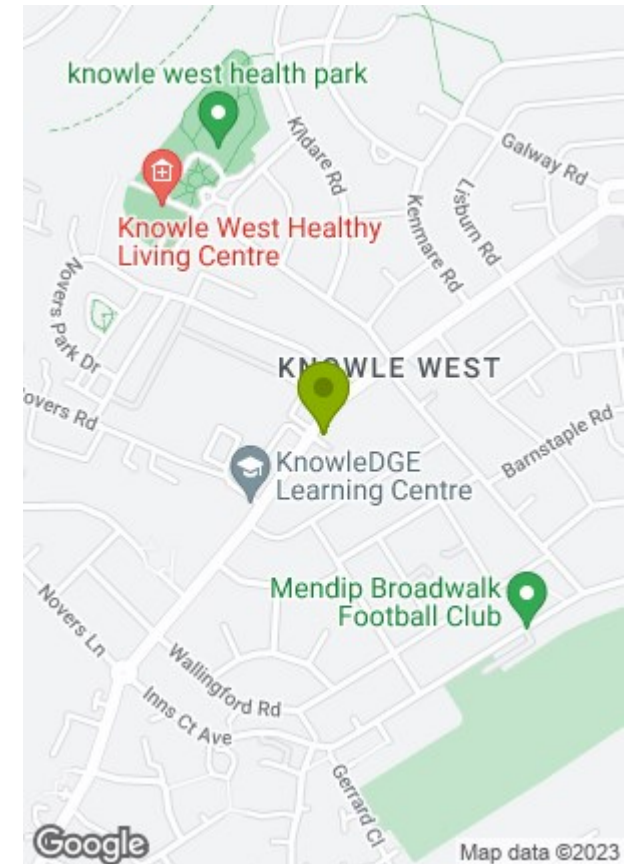 knowle west health park
Kildare Rd
Galway Rd
Lisburn Rd
Kenmare Rd
Knowle West Healthy
Living Centre
Novers Park Dr
KNOWLE WEST
Novers Rd
Barnstaple Rd
KnowleDGE
Learning Centre
Mendip Broadwalk
Football Club
Novers Ln
Wallingford Rd
Inns Ct Ave
Gerrard Cl
Google
Map data ©2023